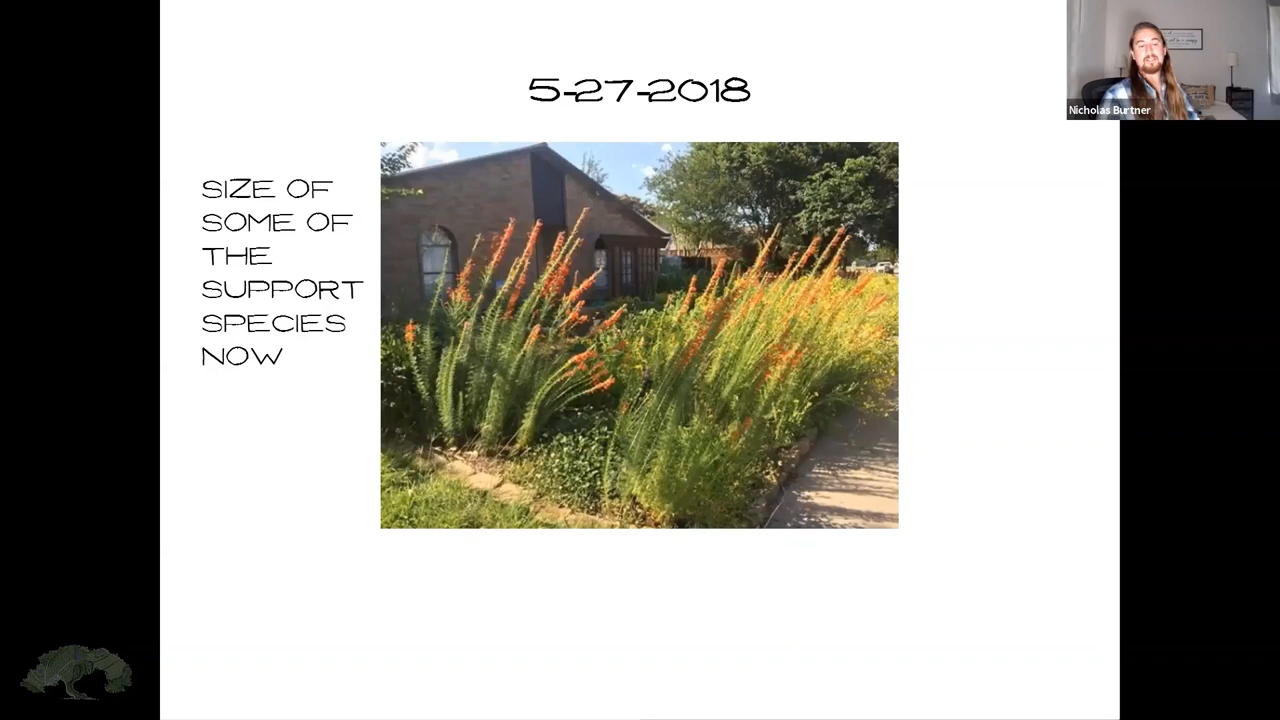 5-27-2018
Nicholas Burtner
SIZE OF
SOME OF
THE
SUPPORT
SPECIES
NOW